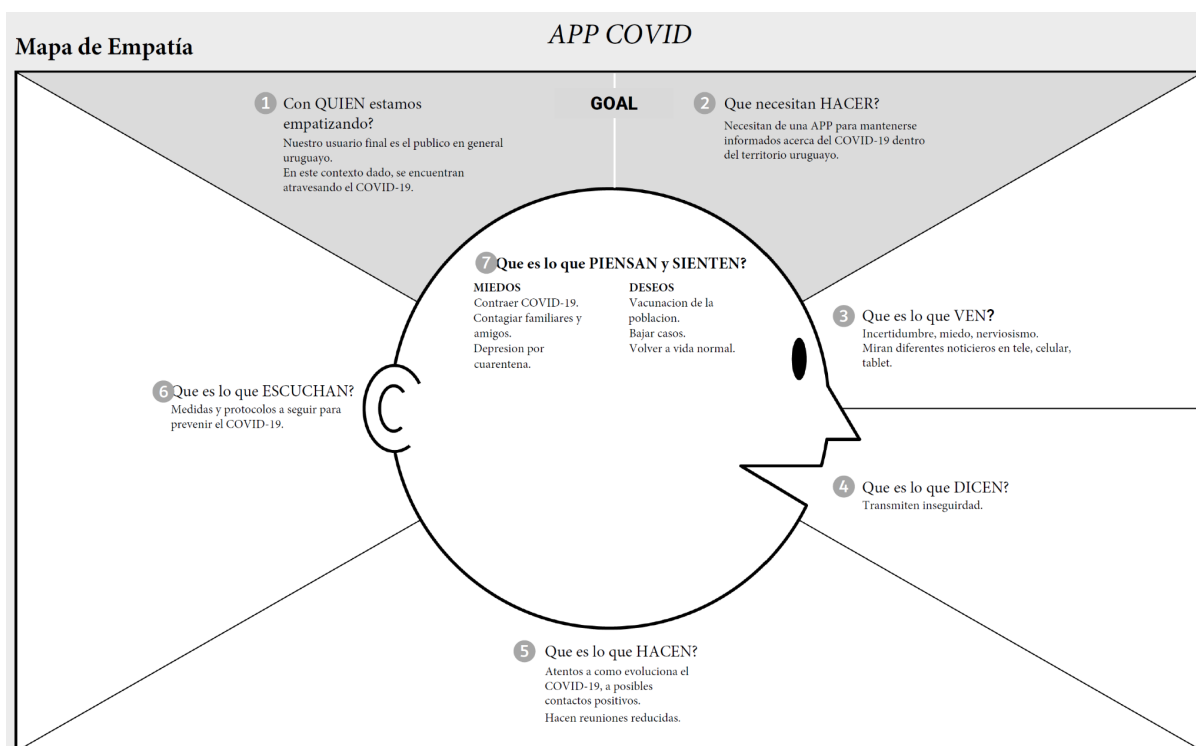 APP COVID
Mapa de Empatía
1 Con QUIEN estamos
empatizando?
Nuestro usuario final es el publico en general
uruguayo.
En este contexto dado, se encuentran
atravesando el COVID-19.
GOAL
2 Que necesitan HACER?
Necesitan de una APP para mantenerse
informados acerca del COVID-19 dentro
del territorio uruguayo.
7 Que es lo que PIENSAN y SIENTEN?
MIEDOS
Contraer COVID-19.
Contagiar familiares y
amigos.
Depresion por
cuarentena.
DESEOS
Vacunacion de la
poblacion.
Bajar casos.
Volver a vida normal.
3 Que es lo que VEN?
Incertidumbre, miedo, nerviosismo.
Miran diferentes noticieros en tele, celular,
tablet.
6 Que es lo que ESCUCHAN?
Medidas y protocolos a seguir para
prevenir el COVID-19.
4 Que es lo que DICEN?
Transmiten inseguirdad.
5 Que es lo que HACEN?
Atentos a como evoluciona el
COVID-19, a posibles
contactos positivos.
Hacen reuniones reducidas.